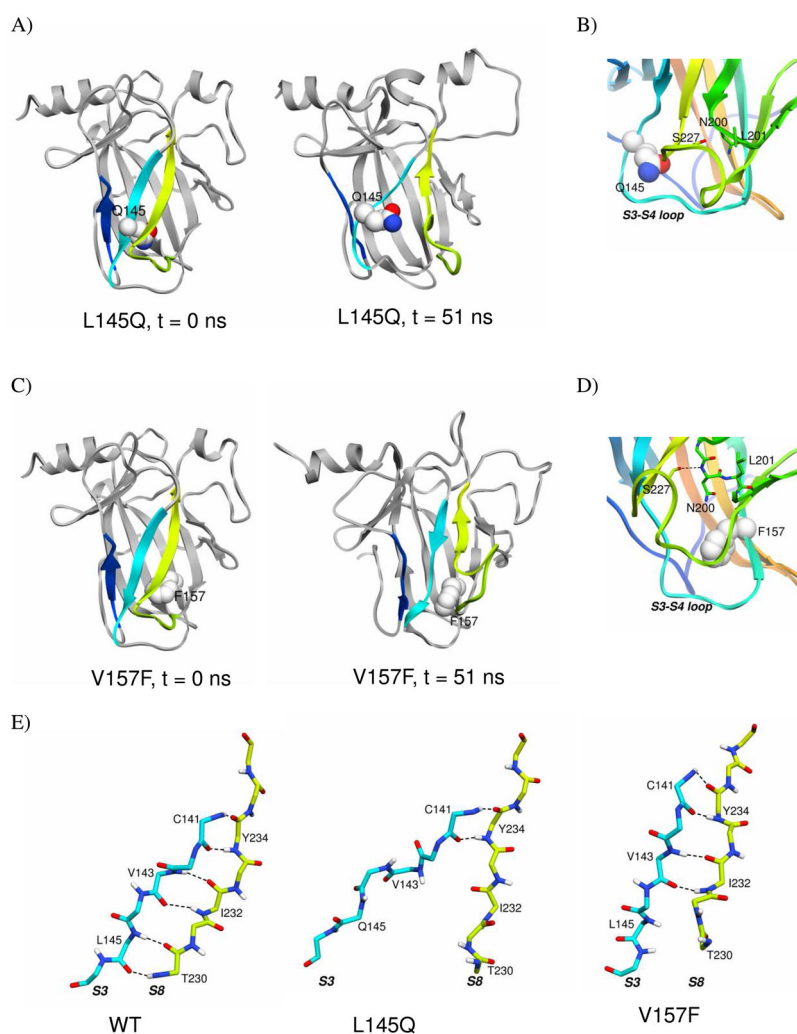 A)
B)
Q145
Q145
L145Q, t = 0 ns
L145Q, t = 51 ns
N200
S227
L201
Q145
S3-S4 loop
C)
D)
F157
F157
V157F, t = 0 ns
V157F, t = 51 ns
L201
S227
N200
F157
S3-S4 loop
E)
C141
Y234
V143
I232
L145
T230
S3
S8
WT
C141
Y234
V143
I232
Q145
T230
S3
S8
L145Q
C141
Y234
V143
I232
L145
T230
S3
S8
V157F